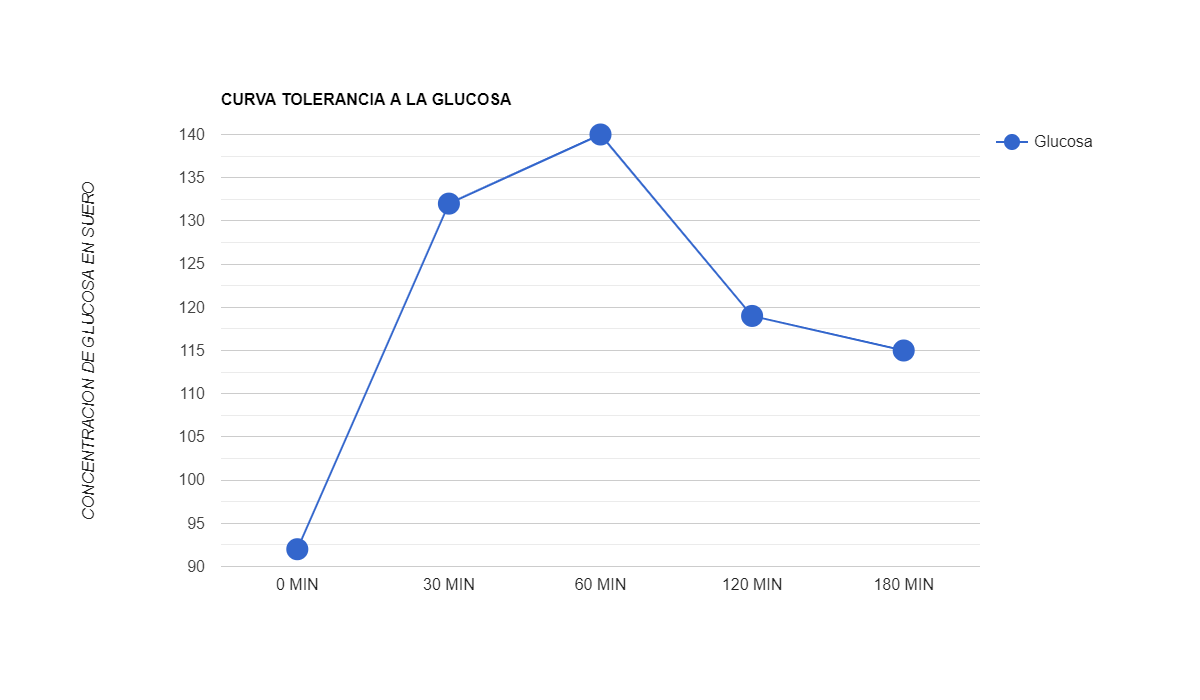 CURVA TOLERANCIA A LA GLUCOSA
Glucosa
CONCENTRACION DE GLUCOSA EN SUERO
140
135
130
125
120
115
110
105
100
95
90
0 MIN
30 MIN
60 MIN
120 MIN
180 MIN